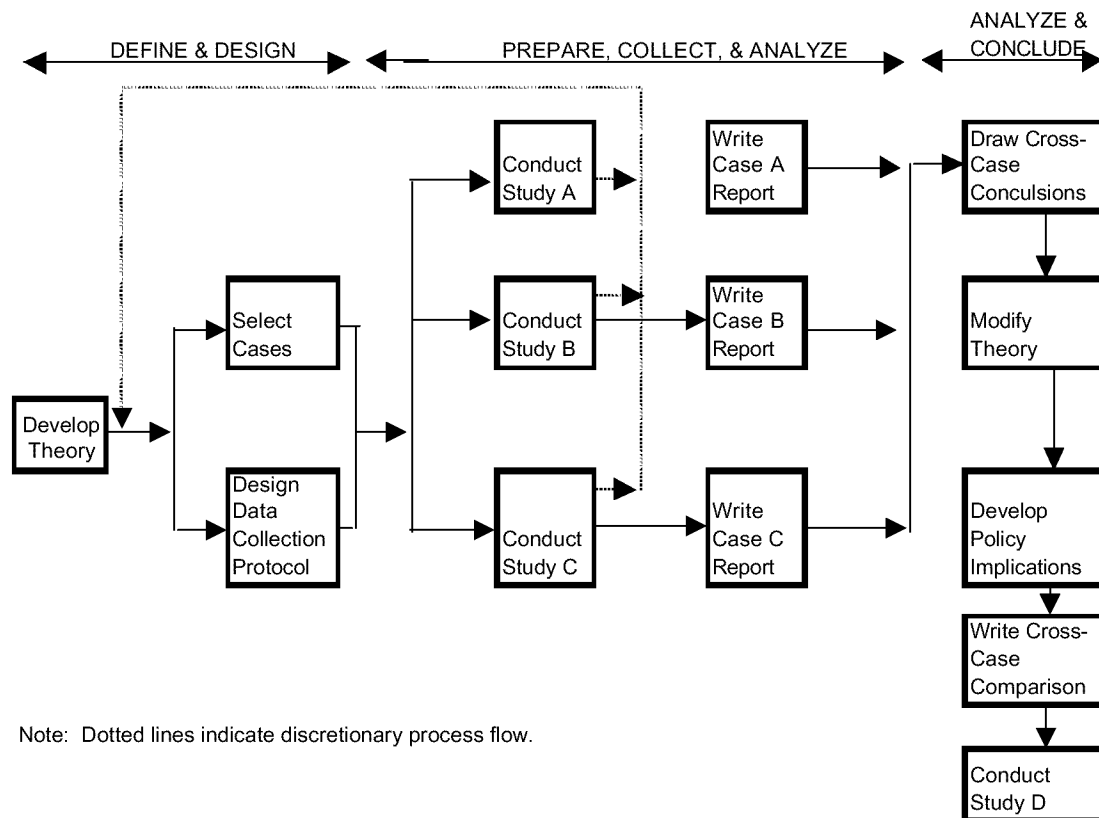 DEFINE & DESIGN
PREPARE, COLLECT, & ANALYZE
ANALYZE &
CONCLUDE
Develop
Theory
Select
Cases
Design
Data
Collection
Protocol
Conduct
Study A
Conduct
Study B
Conduct
Study C
Write
Case A
Report
Write
Case B
Report
Write
Case C
Report
Draw Cross-
Case
Conculsions
Modify
Theory
Develop
Policy
Implications
Write Cross-
Case
Comparison
Conduct
Study D
Note:  Dotted lines indicate discretionary process flow.